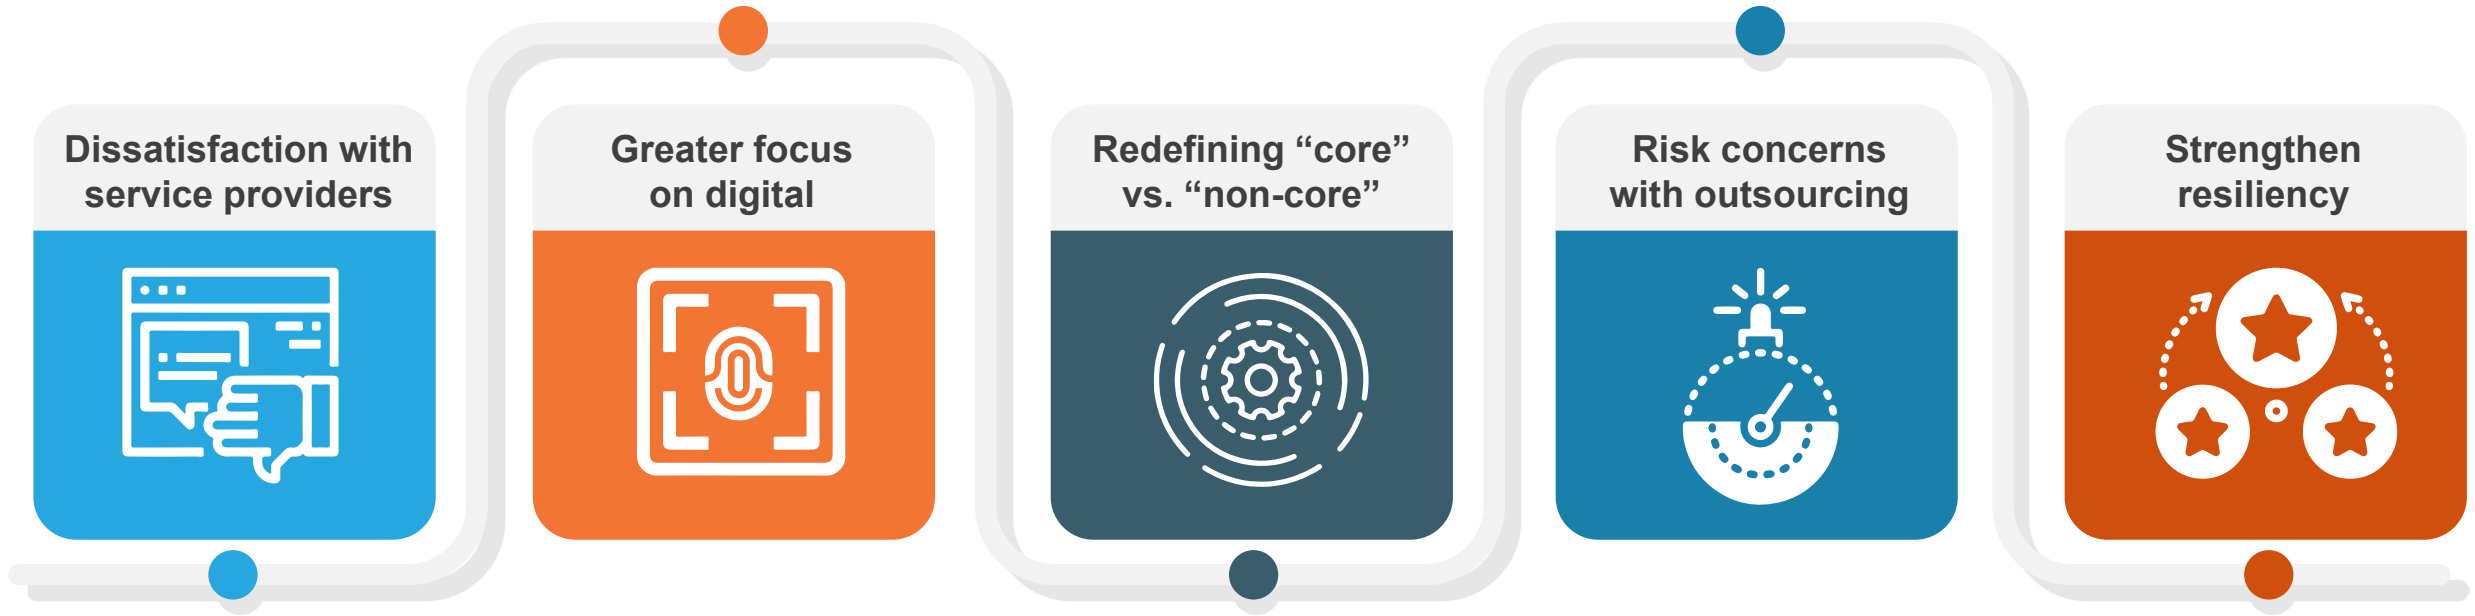 Dissatisfaction with
service providers
Greater focus
on digital
Redefining “core”
vs. “non-core”
Risk concerns
with outsourcing
Strengthen
resiliency